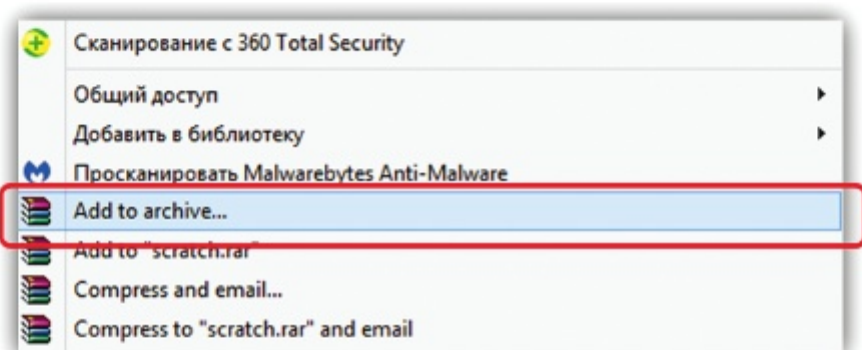 Сканирование с 360 Total Security
Общий доступ
Добавить в библиотеку
Просканировать Malwarebytes Anti-Malware
Add to archive...
Add to "scratch.rar"
Compress and email...
Compress to "scratch.rar" and email